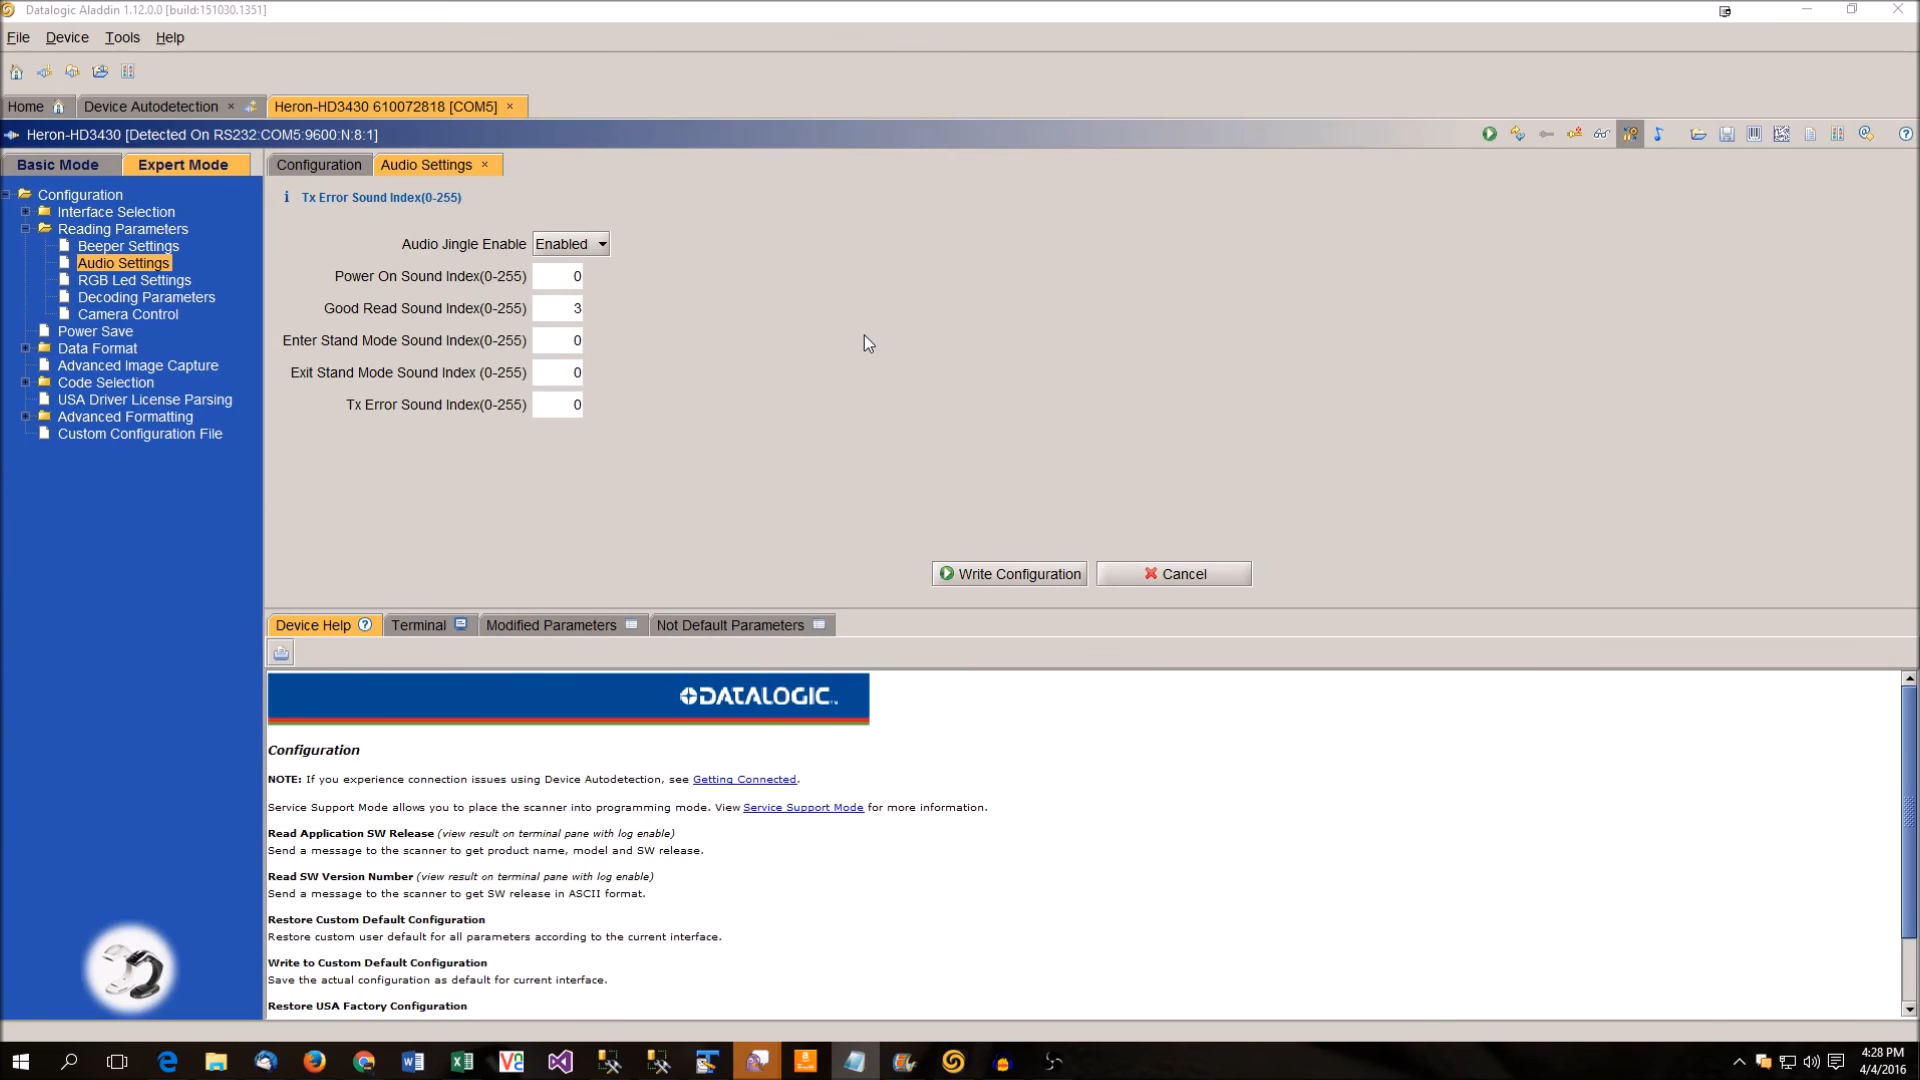 Datalogic Aladdin 1.12.0.0 [build:151030.1351]
File Device Tools Help
Home Device Autodetection × Heron-HD3430 610072818 [COM5] ×
Heron-HD3430 [Detected On RS232:COM5:9600:N:8:1]
Basic Mode Expert Mode
Configuration Audio Settings ×
Configuration
Interface Selection
Reading Parameters
Beeper Settings
Audio Settings
RGB Led Settings
Decoding Parameters
Camera Control
Power Save
Data Format
Advanced Image Capture
Code Selection
USA Driver License Parsing
Advanced Formatting
Custom Configuration File
i Tx Error Sound Index(0-255)
Audio Jingle Enable Enabled
Power On Sound Index(0-255) 0
Good Read Sound Index(0-255) 3
Enter Stand Mode Sound Index(0-255) 0
Exit Stand Mode Sound Index (0-255) 0
Tx Error Sound Index(0-255) 0
Write Configuration Cancel
Device Help ? Terminal Modified Parameters Not Default Parameters
DATALOGIC™
Configuration
NOTE: If you experience connection issues using Device Autodetection, see Getting Connected.
Service Support Mode allows you to place the scanner into programming mode. View Service Support Mode for more information.
Read Application SW Release (view result on terminal pane with log enable)
Send a message to the scanner to get product name, model and SW release.
Read SW Version Number (view result on terminal pane with log enable)
Send a message to the scanner to get SW release in ASCII format.
Restore Custom Default Configuration
Restore custom user default for all parameters according to the current interface.
Write to Custom Default Configuration
Save the actual configuration as default for current interface.
Restore USA Factory Configuration
4:28 PM
4/4/2016